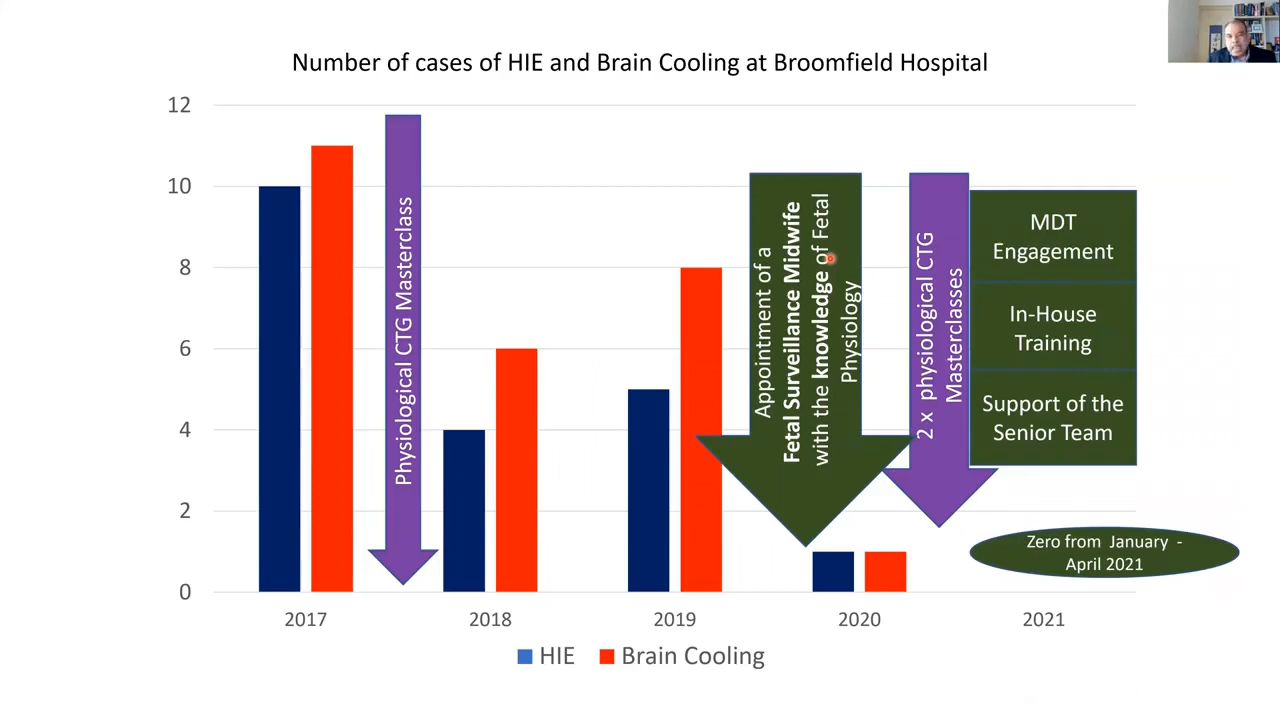 Number of cases of HIE and Brain Cooling at Broomfield Hospital
12
10
8
6
4
2
0
Physiological CTG Masterclass
Appointment of a
Fetal Surveillance Midwife
with the knowledge of Fetal
Physiology
2 x physiological CTG
Masterclasses
MDT
Engagement
In-House
Training
Support of the
Senior Team
Zero from January -
April 2021
2017
2018
2019
2020
2021
HIE
Brain Cooling